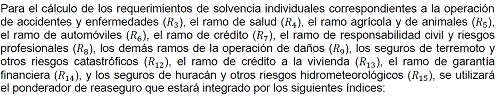 Para el cálculo de los requerimientos de solvencia individuales correspondientes a la operación
de accidentes y enfermedades (R₃), el ramo de salud (R₄), el ramo agrícola y de animales (R₅),
el ramo de automóviles (R₆), el ramo de crédito (R₇), el ramo de responsabilidad civil y riesgos
profesionales (R₈), los demás ramos de la operación de daños (R₉), los seguros de terremoto y
otros riesgos catastróficos (R₁₂), el ramo de crédito a la vivienda (R₁₃), el ramo de garantía
financiera (R₁₄), y los seguros de huracán y otros riesgos hidrometeorológicos (R₁₅), se utilizará
el ponderador de reaseguro que estará integrado por los siguientes índices: